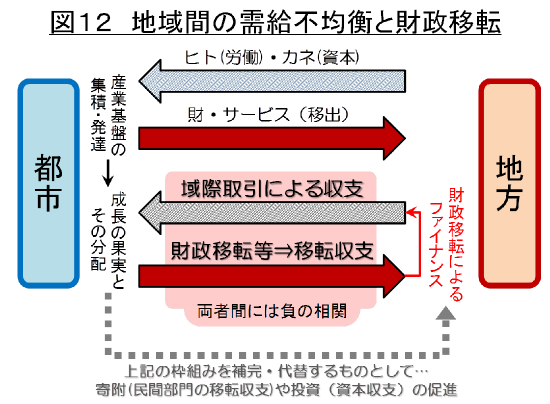 図１２　地域間の需給不均衡と財政移転
ヒト(労働)・カネ(資本)
産業基盤の
集積・発達
財・サービス（移出）
都市
地方
域際取引による収支
成長の果実と
その分配
財政移転等⇒移転収支
財政移転による
ファイナンス
両者間には負の相関
上記の枠組みを補完・代替するものとして…
寄附(民間部門の移転収支)や投資（資本収支）の促進